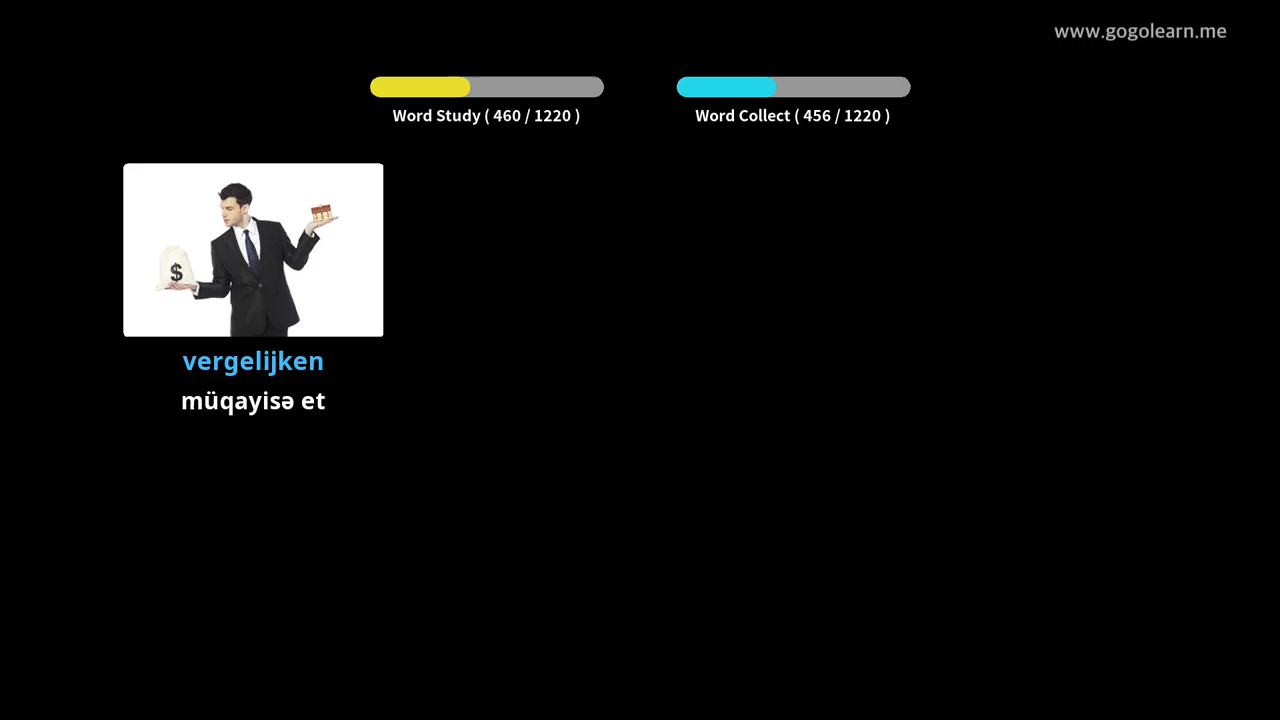 www.gogolearn.me
Word Study ( 460 / 1220 )
Word Collect ( 456 / 1220 )
$
vergelijken
müqayisə et